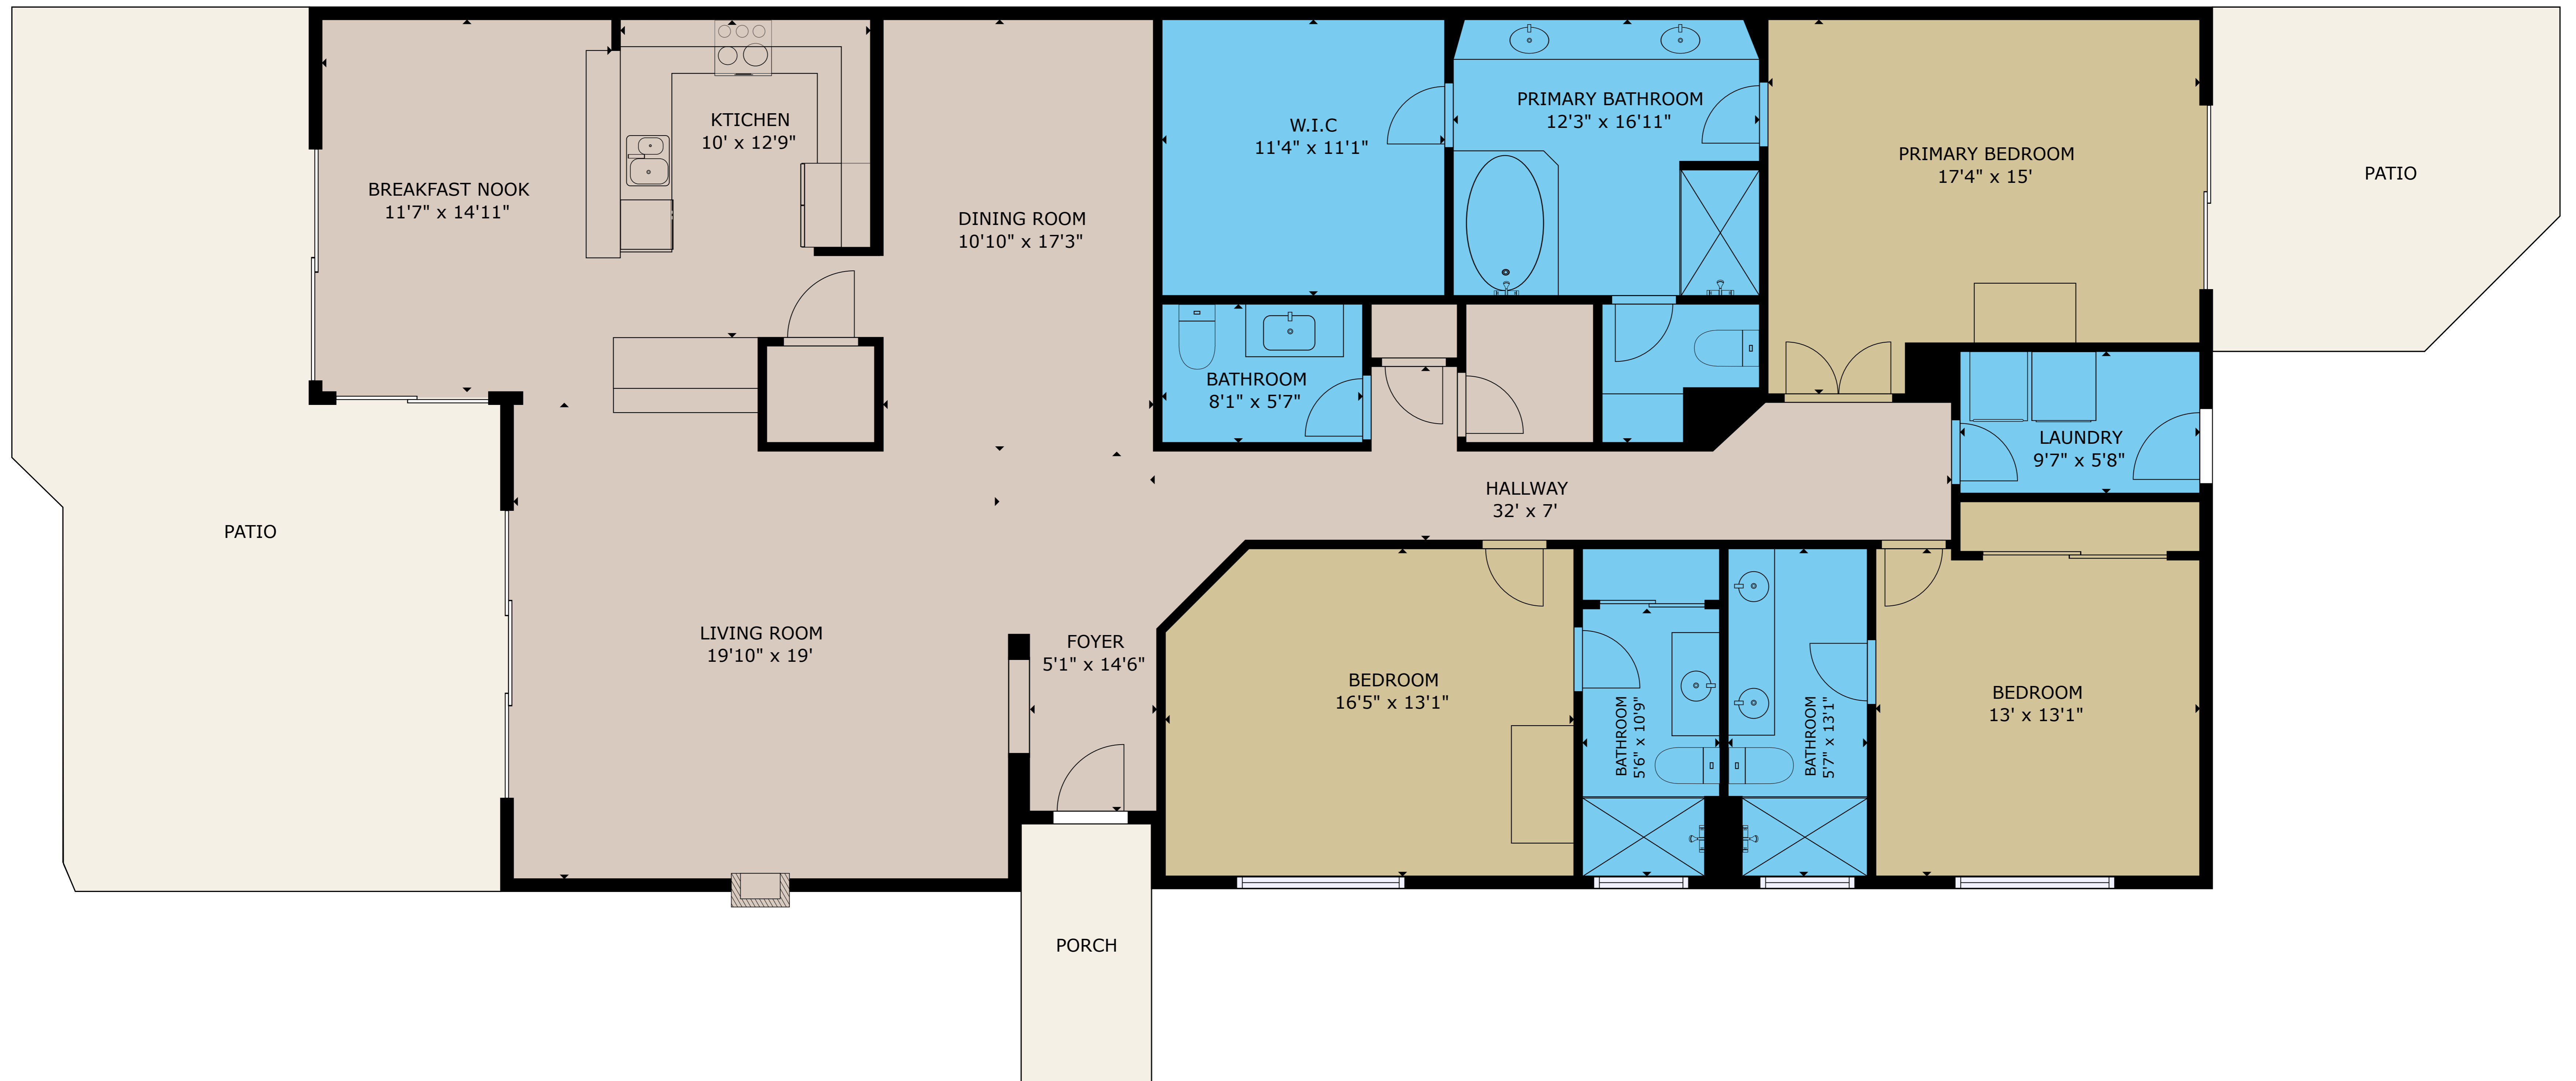 KTICHEN
10' x 12'9"
BREAKFAST NOOK
11'7" x 14'11"
DINING ROOM
10'10" x 17'3"
W.I.C
11'4" x 11'1"
PRIMARY BATHROOM
12'3" x 16'11"
PRIMARY BEDROOM
17'4" x 15'
PATIO
BATHROOM
8'1" x 5'7"
LAUNDRY
9'7" x 5'8"
HALLWAY
32' x 7'
PATIO
LIVING ROOM
19'10" x 19'
FOYER
5'1" x 14'6"
BEDROOM
16'5" x 13'1"
BATHROOM
5'6" x 10'9"
BATHROOM
5'7" x 13'1"
BEDROOM
13' x 13'1"
PORCH